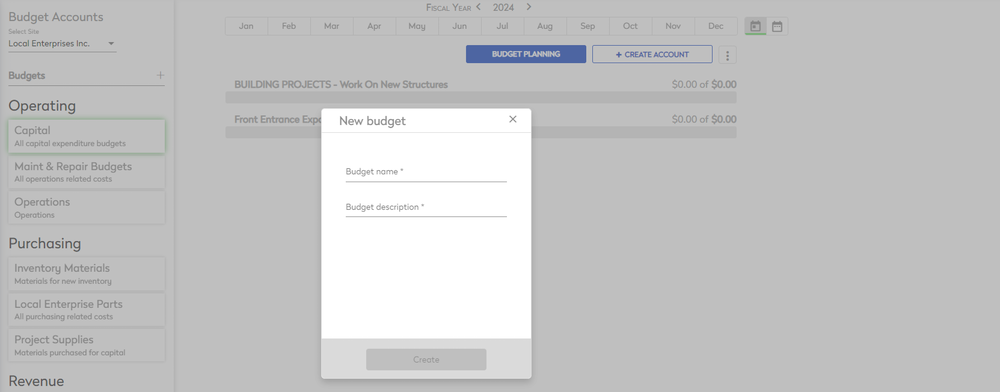 Budget Accounts
Select Site
Local Enterprises Inc.
Budgets
Operating
Capital
All capital expenditure budgets
Maint & Repair Budgets
All operations related costs
Operations
Operations
Purchasing
Inventory Materials
Materials for new inventory
Local Enterprise Parts
All purchasing related costs
Project Supplies
Materials purchased for capital
Revenue
Fiscal Year < 2024 >
Jan Feb Mar Apr May Jun Jul Aug Sep Oct Nov Dec
BUDGET PLANNING + CREATE ACCOUNT
BUILDING PROJECTS - Work On New Structures $0.00 of $0.00
Front Entrance Expa $0.00 of $0.00
New budget
Budget name *
Budget description *
Create